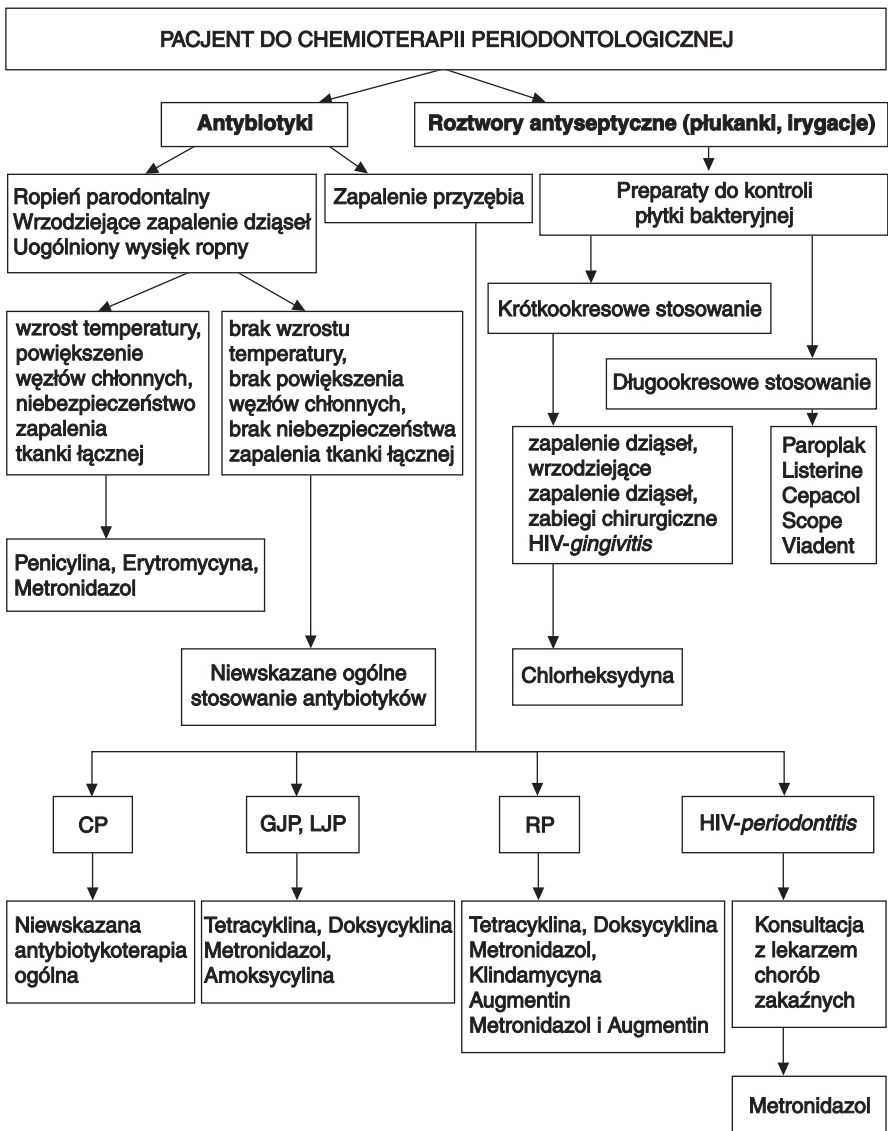 PACJENT DO CHEMIOTERAPII PERIODONTOLOGICZNEJ
Antybiotyki
Roztwory antyseptyczne (płukanki, irygacje)
Ropień parodontalny
Wrzodziejące zapalenie dziąseł
Uogólniony wysięk ropny
Zapalenie przyzębia
Preparaty do kontroli
płytki bakteryjnej
wzrost temperatury,
powiększenie
węzłów chłonnych,
niebezpieczeństwo
zapalenia
tkanki łącznej
brak wzrostu
temperatury,
brak powiększenia
węzłów chłonnych,
brak niebezpieczeństwa
zapalenia tkanki łącznej
Krótkookresowe stosowanie
Długookresowe stosowanie
zapalenie dziąseł,
wrzodziejące
zapalenie dziąseł,
zabiegi chirurgiczne
HIV-gingivitis
Paroplak
Listerine
Cepacol
Scope
Viadent
Penicylina, Erytromycyna,
Metronidazol
Niewskazane ogólne
stosowanie antybiotyków
Chlorheksydyna
CP
GJP, LJP
RP
HIV-periodontitis
Niewskazana
antybiotykoterapia
ogólna
Tetracyklina, Doksycyklina
Metronidazol,
Amoksycylina
Tetracyklina, Doksycyklina
Metronidazol,
Klindamycyna
Augmentin
Metronidazol i Augmentin
Konsultacja
z lekarzem
chorób
zakaźnych
Metronidazol